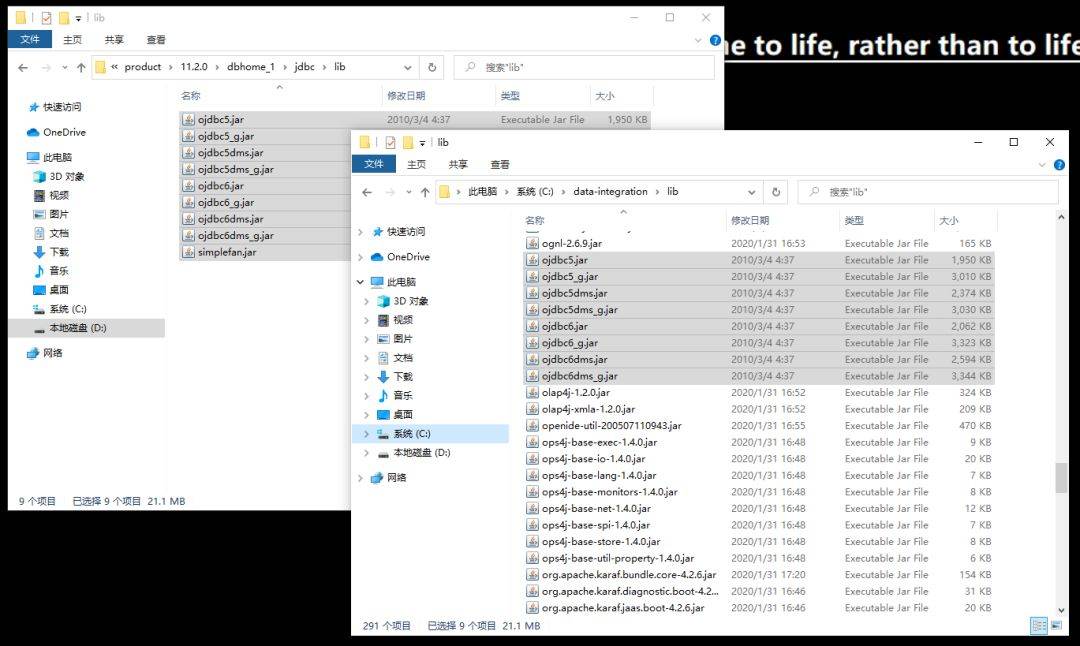 lib
文件 主页 共享 查看
product 11.2.0 dbhome_1 jdbc lib 搜索"lib"
快速访问
OneDrive
此电脑
3D 对象
视频
图片
文档
下载
音乐
桌面
系统 (C:)
本地磁盘 (D:)
网络
名称 修改日期 类型 大小
ojdbc5.jar 2010/3/4 4:37 Executable Jar File 1,950 KB
ojdbc5_g.jar
ojdbc5dms.jar
ojdbc5dms_g.jar
ojdbc6.jar
ojdbc6_g.jar
ojdbc6dms.jar
ojdbc6dms_g.jar
simplefan.jar
9 个项目 已选择 9 个项目 21.1 MB
to life, rather than to life
lib
文件 主页 共享 查看
此电脑 系统 (C:) data-integration lib 搜索"lib"
快速访问
OneDrive
此电脑
3D 对象
视频
图片
文档
下载
音乐
桌面
系统 (C:)
本地磁盘 (D:)
网络
名称 修改日期 类型 大小
ognl-2.6.9.jar 2020/1/31 16:53 Executable Jar File 165 KB
ojdbc5.jar 2010/3/4 4:37 Executable Jar File 1,950 KB
ojdbc5_g.jar 2010/3/4 4:37 Executable Jar File 3,010 KB
ojdbc5dms.jar 2010/3/4 4:37 Executable Jar File 2,374 KB
ojdbc5dms_g.jar 2010/3/4 4:37 Executable Jar File 3,030 KB
ojdbc6.jar 2010/3/4 4:37 Executable Jar File 2,062 KB
ojdbc6_g.jar 2010/3/4 4:37 Executable Jar File 3,323 KB
ojdbc6dms.jar 2010/3/4 4:37 Executable Jar File 2,594 KB
ojdbc6dms_g.jar 2010/3/4 4:37 Executable Jar File 3,344 KB
olap4j-1.2.0.jar 2020/1/31 16:52 Executable Jar File 324 KB
olap4j-xmla-1.2.0.jar 2020/1/31 16:52 Executable Jar File 209 KB
openide-util-200507110943.jar 2020/1/31 16:55 Executable Jar File 470 KB
ops4j-base-exec-1.4.0.jar 2020/1/31 16:48 Executable Jar File 9 KB
ops4j-base-io-1.4.0.jar 2020/1/31 16:48 Executable Jar File 20 KB
ops4j-base-lang-1.4.0.jar 2020/1/31 16:48 Executable Jar File 7 KB
ops4j-base-monitors-1.4.0.jar 2020/1/31 16:48 Executable Jar File 8 KB
ops4j-base-net-1.4.0.jar 2020/1/31 16:48 Executable Jar File 12 KB
ops4j-base-spi-1.4.0.jar 2020/1/31 16:48 Executable Jar File 7 KB
ops4j-base-store-1.4.0.jar 2020/1/31 16:48 Executable Jar File 8 KB
ops4j-base-util-property-1.4.0.jar 2020/1/31 16:48 Executable Jar File 6 KB
org.apache.karaf.bundle.core-4.2.6.jar 2020/1/31 17:20 Executable Jar File 154 KB
org.apache.karaf.diagnostic.boot-4.2... 2020/1/31 16:46 Executable Jar File 31 KB
org.apache.karaf.jaas.boot-4.2.6.jar 2020/1/31 16:46 Executable Jar File 20 KB
291 个项目 已选择 9 个项目 21.1 MB